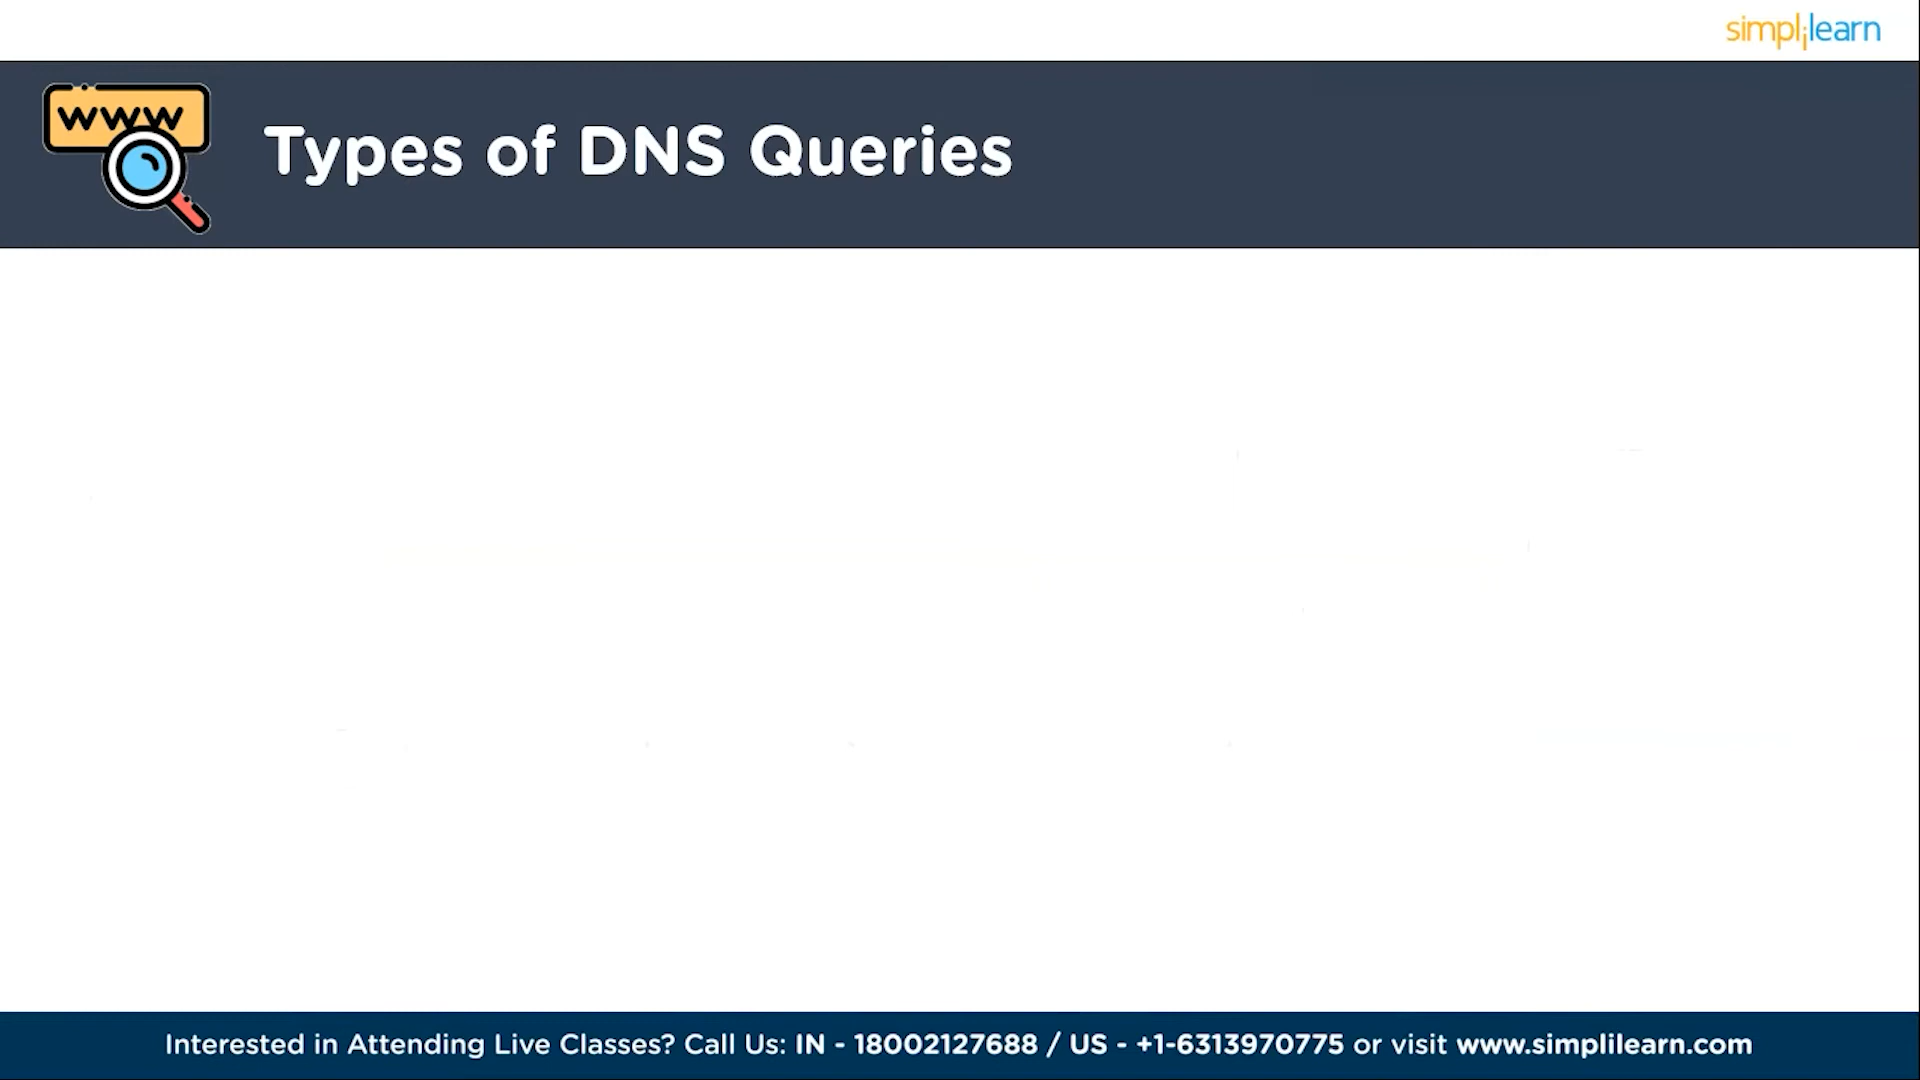 simplilearn
www
Types of DNS Queries
Interested in Attending Live Classes? Call Us: IN - 18002127688 / US - +1-6313970775 or visit www.simplilearn.com